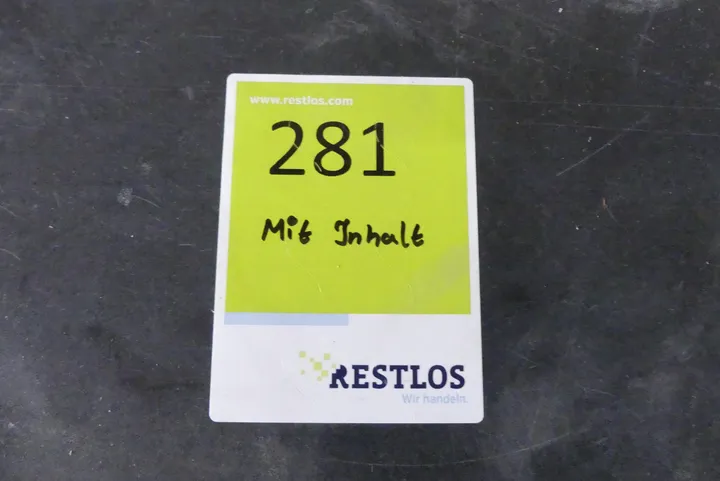 www.restlos.com
281
Mit Inhalt
RESTLOS
Wir handeln.